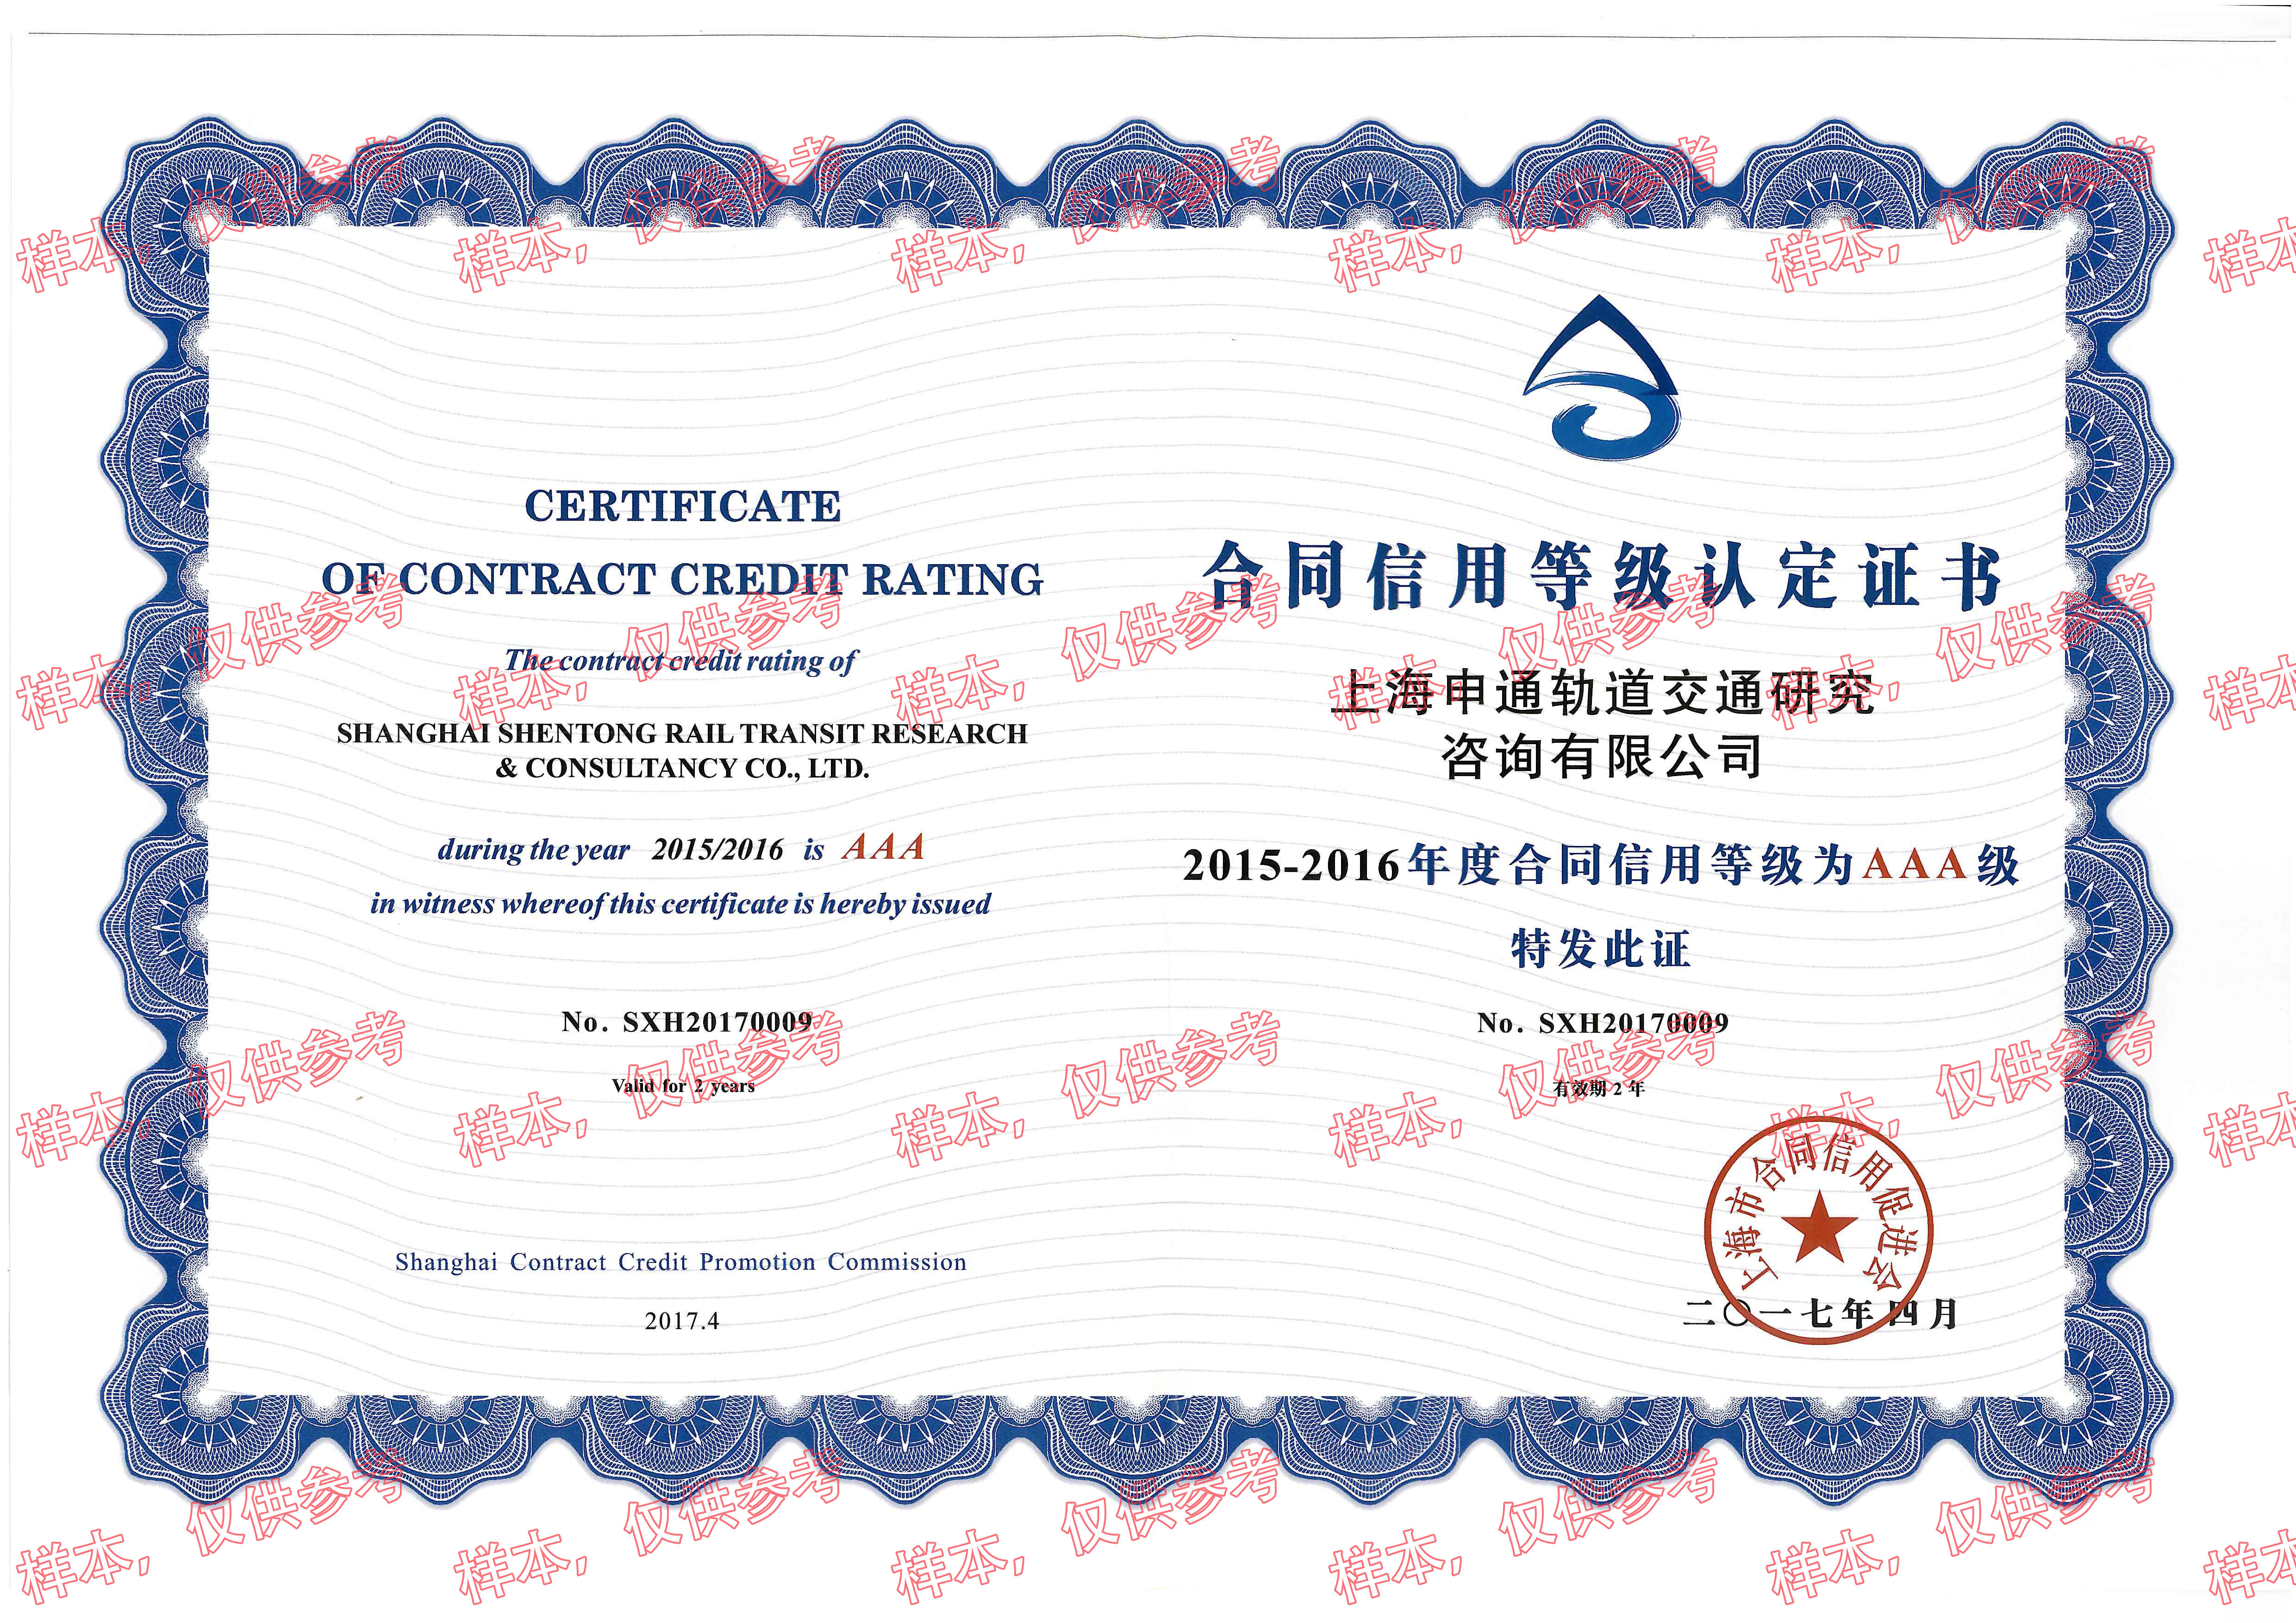 CERTIFICATE
OF CONTRACT CREDIT RATING
The contract credit rating of
SHANGHAI SHENTONG RAIL TRANSIT RESEARCH
& CONSULTANCY CO., LTD.
during the year 2015/2016 is AAA
in witness whereof this certificate is hereby issued
No. SXH20170009
Valid for 2 years
Shanghai Contract Credit Promotion Commission
2017.4
合同信用等级认定证书
上海申通轨道交通研究
咨询有限公司
2015-2016年度合同信用等级为AAA级
特发此证
No. SXH20170009
有效期 2 年
上海市合同信用促进会
二〇一七年四月
样本,仅供参考